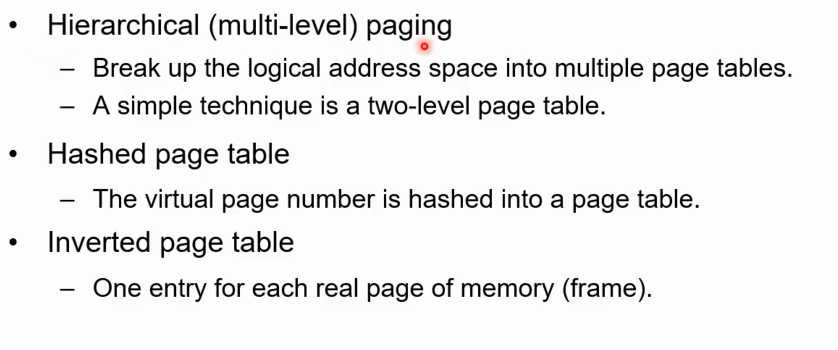 • Hierarchical (multi-level) paging
– Break up the logical address space into multiple page tables.
– A simple technique is a two-level page table.
• Hashed page table
– The virtual page number is hashed into a page table.
• Inverted page table
– One entry for each real page of memory (frame).